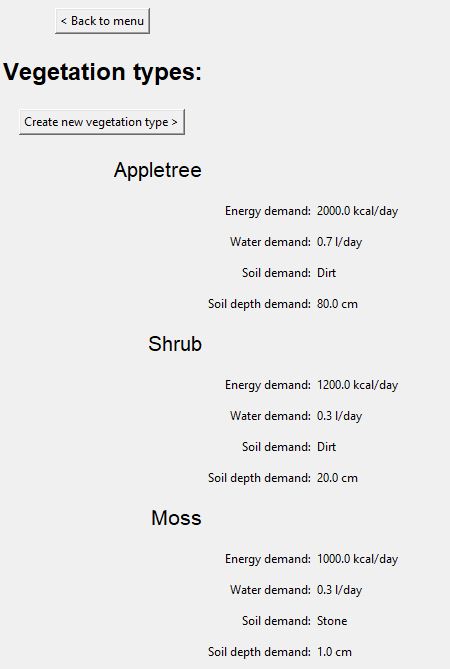 < Back to menu
Vegetation types:
Create new vegetation type >
Appletree
Energy demand: 2000.0 kcal/day
Water demand: 0.7 l/day
Soil demand: Dirt
Soil depth demand: 80.0 cm
Shrub
Energy demand: 1200.0 kcal/day
Water demand: 0.3 l/day
Soil demand: Dirt
Soil depth demand: 20.0 cm
Moss
Energy demand: 1000.0 kcal/day
Water demand: 0.3 l/day
Soil demand: Stone
Soil depth demand: 1.0 cm